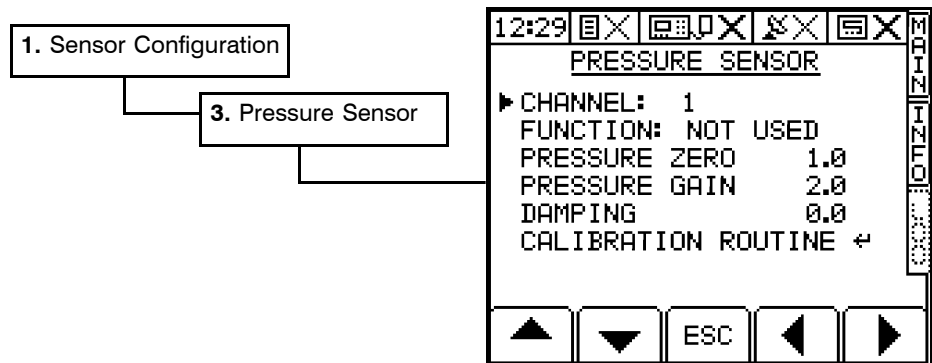 1. Sensor Configuration
3. Pressure Sensor
12:29
PRESSURE SENSOR
CHANNEL: 1
FUNCTION: NOT USED
PRESSURE ZERO 1.0
PRESSURE GAIN 2.0
DAMPING 0.0
CALIBRATION ROUTINE ↵
ESC
MAIN
INFO